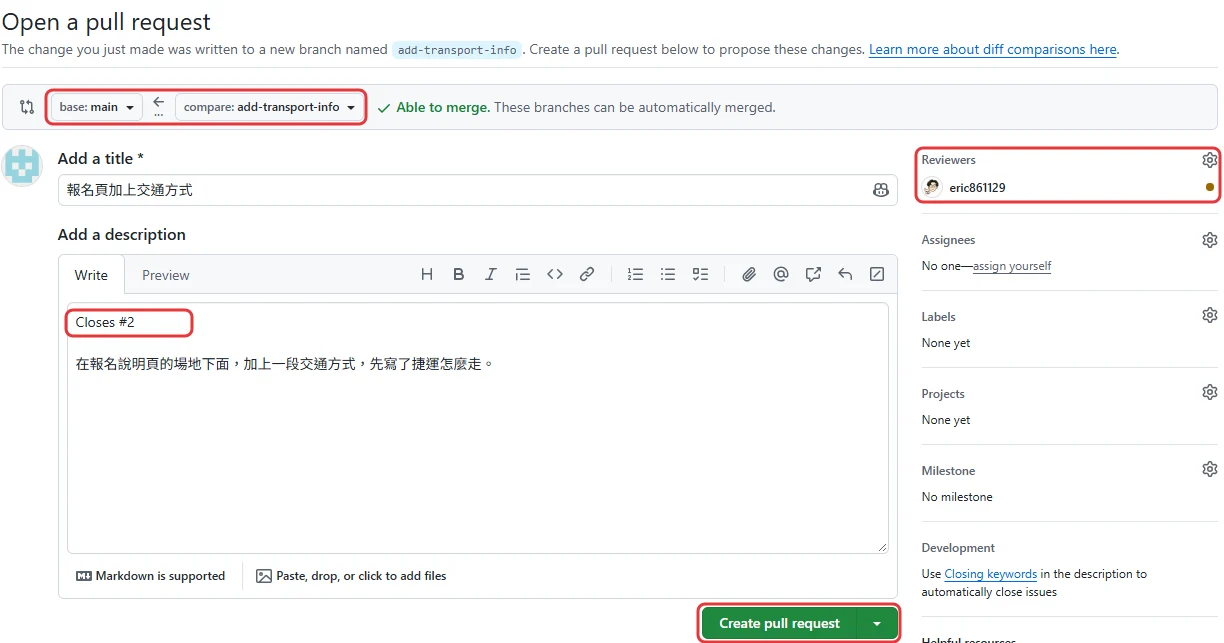 Open a pull request
The change you just made was written to a new branch named add-transport-info . Create a pull request below to propose these changes. Learn more about diff comparisons here.
base: main ← ... compare: add-transport-info Able to merge. These branches can be automatically merged.
Add a title *
報名頁加上交通方式
Add a description
Write Preview
Closes #2
在報名說明頁的場地下面，加上一段交通方式，先寫了捷運怎麼走。
Markdown is supported Paste, drop, or click to add files
Create pull request
Reviewers
eric861129
Assignees
No one—assign yourself
Labels
None yet
Projects
None yet
Milestone
No milestone
Development
Use Closing keywords in the description to
automatically close issues
Helpful resources